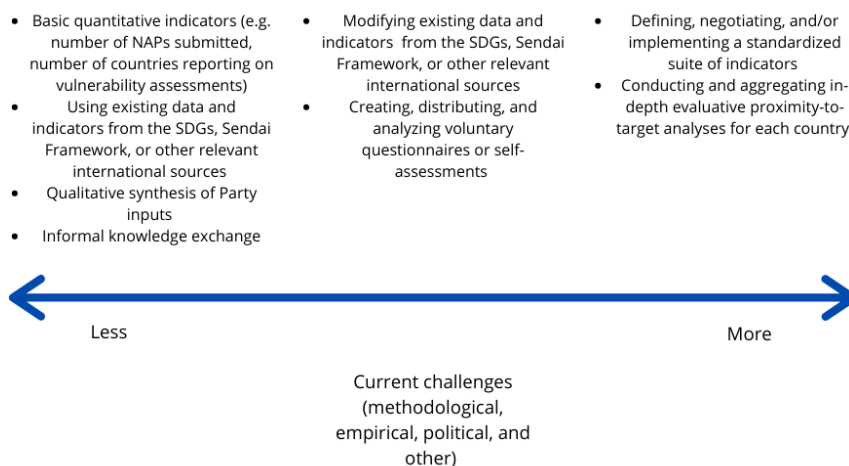 • Basic quantitative indicators (e.g.
number of NAPs submitted,
number of countries reporting on
vulnerability assessments)
• Using existing data and
indicators from the SDGs, Sendai
Framework, or other relevant
international sources
• Qualitative synthesis of Party
inputs
• Informal knowledge exchange
• Modifying existing data and
indicators from the SDGs, Sendai
Framework, or other relevant
international sources
• Creating, distributing, and
analyzing voluntary
questionnaires or self-
assessments
• Defining, negotiating, and/or
implementing a standardized
suite of indicators
• Conducting and aggregating in-
depth evaluative proximity-to-
target analyses for each country
Less
More
Current challenges
(methodological,
empirical, political, and
other)